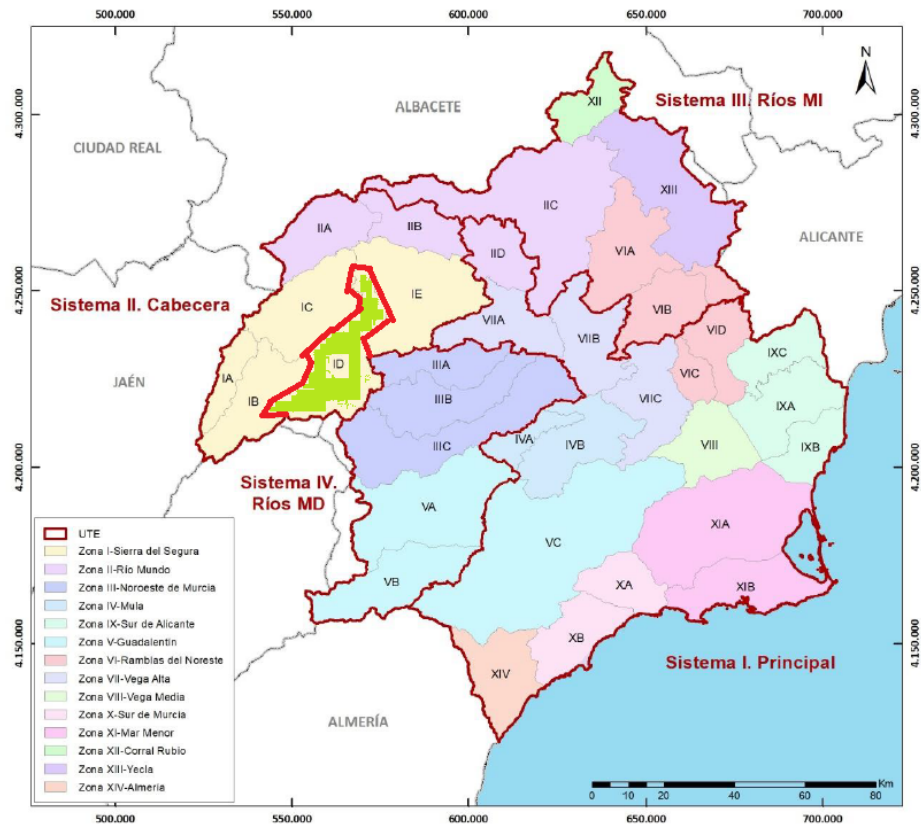 500.000 550.000 600.000 650.000 700.000
N
4.300.000
4.300.000
ALBACETE
CIUDAD REAL
Sistema III. Ríos MI
XII
XIII
ALICANTE
IIC
IIA
IIB
IID
VIA
4.250.000
4.250.000
Sistema II. Cabecera
IC
IE
VIIA
VIIB
VIB
VID
IXC
JAÉN
IA
IB
ID
IIIA
IIIB
VIC
VIIC
IXA
IIIC
IVA
IVB
VIII
IXB
4.200.000
4.200.000
Sistema IV.
Ríos MD
VA
VC
XIA
VB
XA
XIB
XB
4.150.000
4.150.000
XIV
Sistema I. Principal
ALMERÍA
UTE
Zona I-Sierra del Segura
Zona II-Río Mundo
Zona III-Noroeste de Murcia
Zona IV-Mula
Zona IX-Sur de Alicante
Zona V-Guadalentín
Zona VI-Ramblas del Noreste
Zona VII-Vega Alta
Zona VIII-Vega Media
Zona X-Sur de Murcia
Zona XI-Mar Menor
Zona XII-Corral Rubio
Zona XIII-Yecla
Zona XIV-Almería
Km
0 5 10 20 40 60 80
500.000 550.000 600.000 650.000 700.000